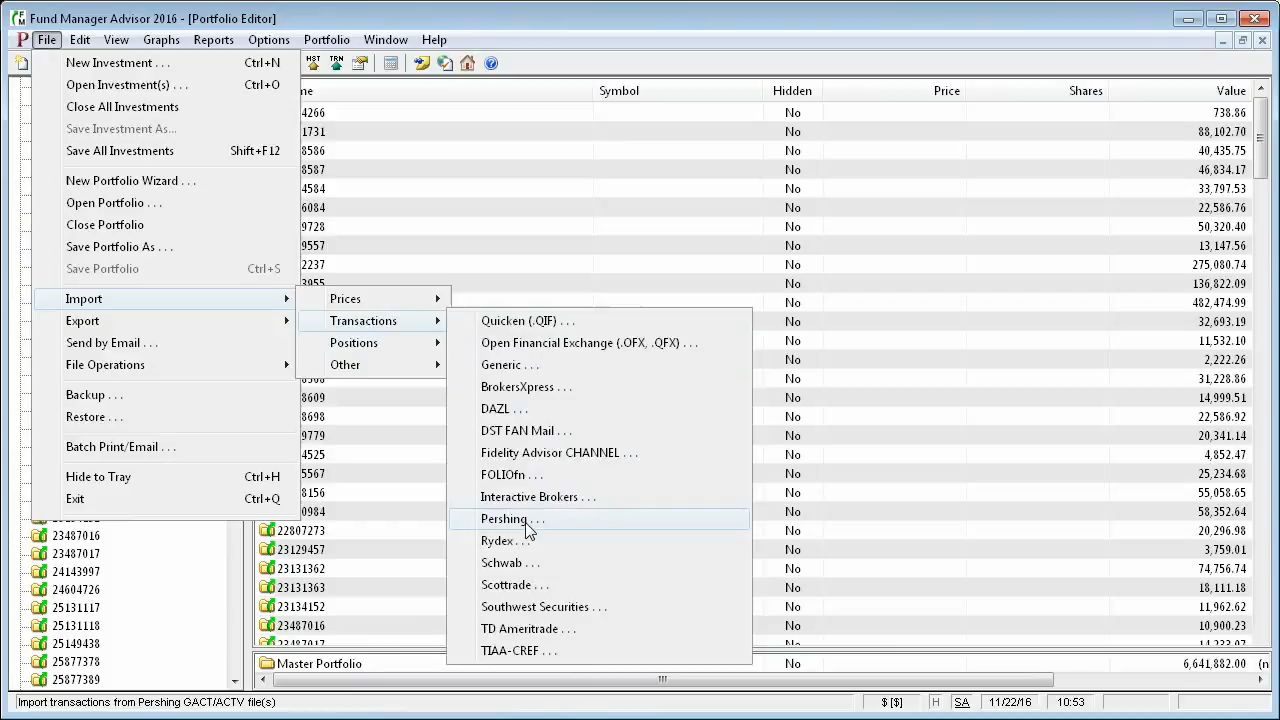 Fund Manager Advisor 2016 - [Portfolio Editor]
File Edit View Graphs Reports Options Portfolio Window Help
HST TRN
me Symbol Hidden Price Shares Value
New Investment . . . Ctrl+N
Open Investment(s) . . . Ctrl+O
Close All Investments
Save Investment As...
Save All Investments Shift+F12
New Portfolio Wizard . . .
Open Portfolio . . .
Close Portfolio
Save Portfolio As . . .
Save Portfolio Ctrl+S
Import
Export
Send by Email . . .
File Operations
Backup . . .
Restore . . .
Batch Print/Email . . .
Hide to Tray Ctrl+H
Exit Ctrl+Q
Prices
Transactions
Positions
Other
Quicken (.QIF) . . .
Open Financial Exchange (.OFX, .QFX) . . .
Generic . . .
BrokersXpress . . .
DAZL . . .
DST FAN Mail . . .
Fidelity Advisor CHANNEL . . .
FOLIOfn . . .
Interactive Brokers . . .
Pershing . . .
Rydex . . .
Schwab . . .
Scottrade . . .
Southwest Securities . . .
TD Ameritrade . . .
TIAA-CREF . . .
4266 No 738.86
1731 No 88,102.70
8586 No 40,435.75
8587 No 46,834.17
4584 No 33,797.53
6084 No 22,586.76
9728 No 50,320.40
9557 No 13,147.56
2237 No 275,080.74
3955 No 136,822.09
No 482,474.99
No 32,693.19
No 11,532.10
No 2,222.26
No 31,228.86
8609 No 14,999.51
8698 No 22,586.92
9779 No 20,341.14
4525 No 4,852.47
5567 No 25,234.68
8156 No 55,058.65
0984 No 58,352.64
22807273 No 20,296.98
23129457 No 3,759.01
23131362 No 74,756.74
23131363 No 18,111.18
23134152 No 11,962.62
23487016 No 10,900.23
23487017 No 14,233.07
23487016
23487017
24143997
24604726
25131117
25131118
25149438
25877378
25877389
Master Portfolio No 6,641,882.00 (n
Import transactions from Pershing GACT/ACTV file(s) $ [$] H SA 11/22/16 10:53